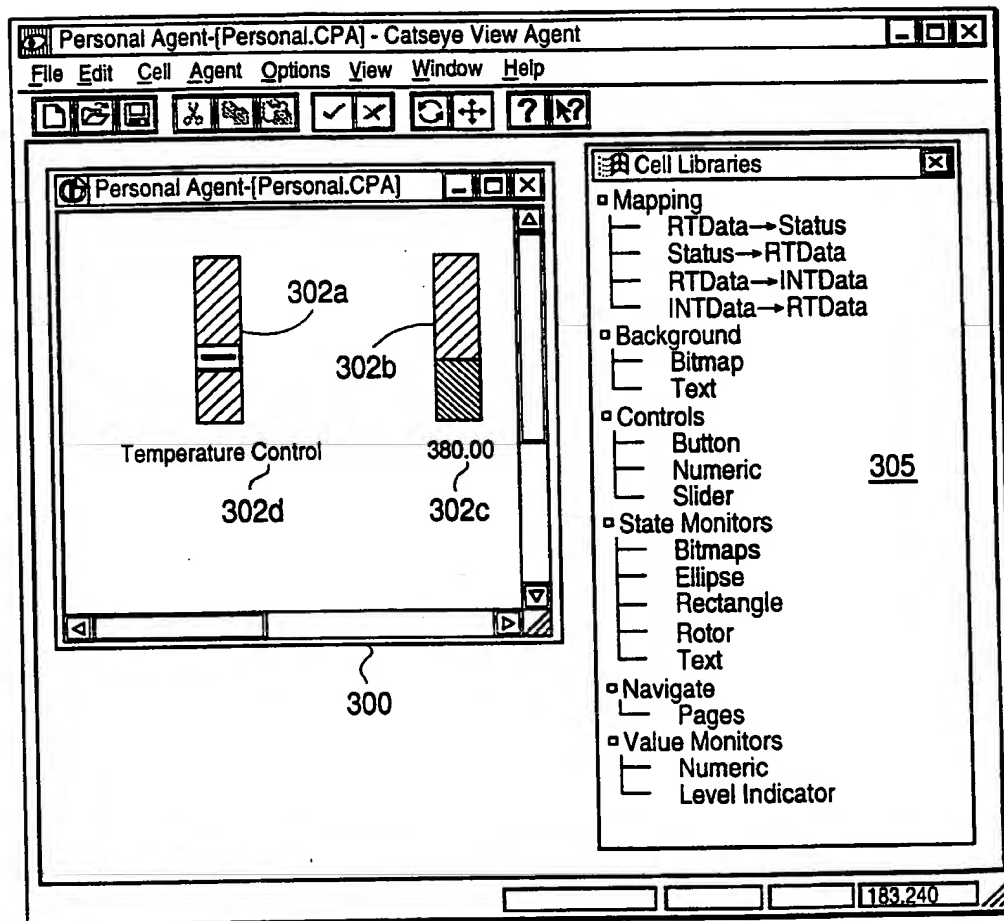 Personal Agent-[Personal.CPA] - Catseye View Agent
File Edit Cell Agent Options View Window Help
? ?
Personal Agent-[Personal.CPA]
302a
302b
Temperature Control
380.00
302d
302c
300
Cell Libraries
Mapping
RTData→Status
Status→RTData
RTData→INTData
INTData→RTData
Background
Bitmap
Text
Controls
Button
Numeric
Slider
305
State Monitors
Bitmaps
Ellipse
Rectangle
Rotor
Text
Navigate
Pages
Value Monitors
Numeric
Level Indicator
183.240